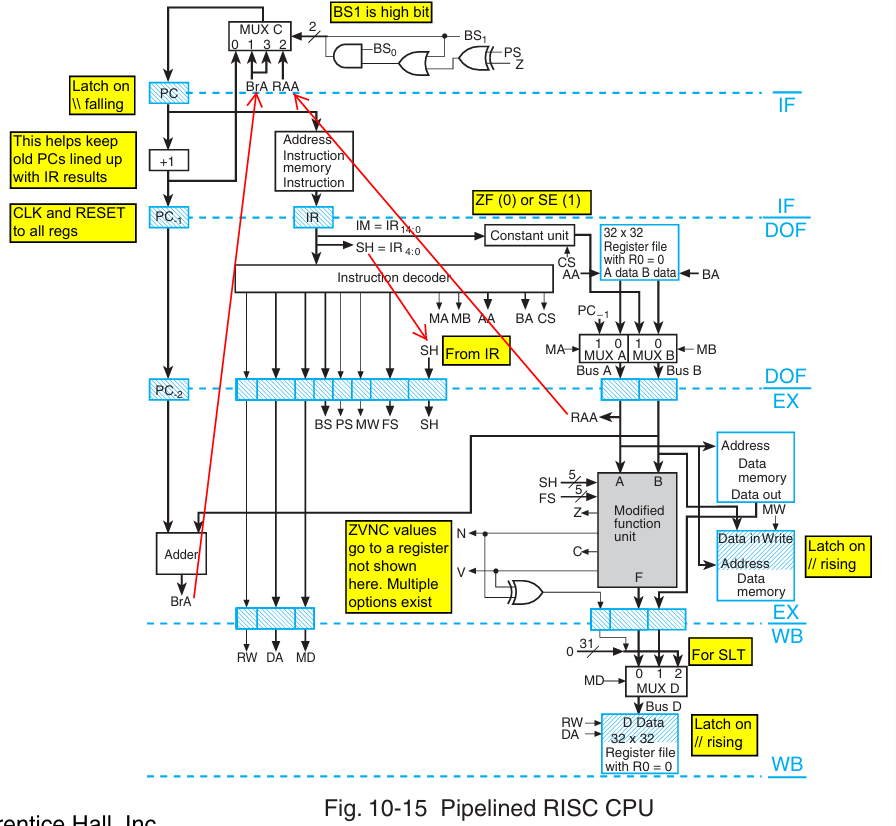 BS1 is high bit
MUX C
0 1 3 2
2
BS1
BS0
PS
Z
Latch on
\\ falling
PC
BrA RAA
IF
This helps keep
old PCs lined up
with IR results
+1
Address
Instruction
memory
Instruction
CLK and RESET
to all regs
PC-1
IR
ZF (0) or SE (1)
IF
DOF
IM = IR14:0
SH = IR4:0
Constant unit
CS
32 x 32
Register file
with R0 = 0
A data B data
AA
BA
Instruction decoder
MA MB AA BA CS
PC−1
SH
From IR
MA
1 0 1 0
MUX A MUX B
MB
Bus A Bus B
PC-2
DOF
EX
BS PS MW FS SH
RAA
Address
Data
memory
Data out
SH 5
FS 5
A B
Modified
function
unit
Z
C
F
MW
Data in Write
Address
Data
memory
Latch on
// rising
ZVNC values
go to a register
not shown
here. Multiple
options exist
N
V
Adder
BrA
EX
WB
RW DA MD
0 31
For SLT
0 1 2
MD
MUX D
Bus D
RW
DA
D Data
32 x 32
Register file
with R0 = 0
Latch on
// rising
WB
Fig. 10-15 Pipelined RISC CPU
rentice Hall, Inc